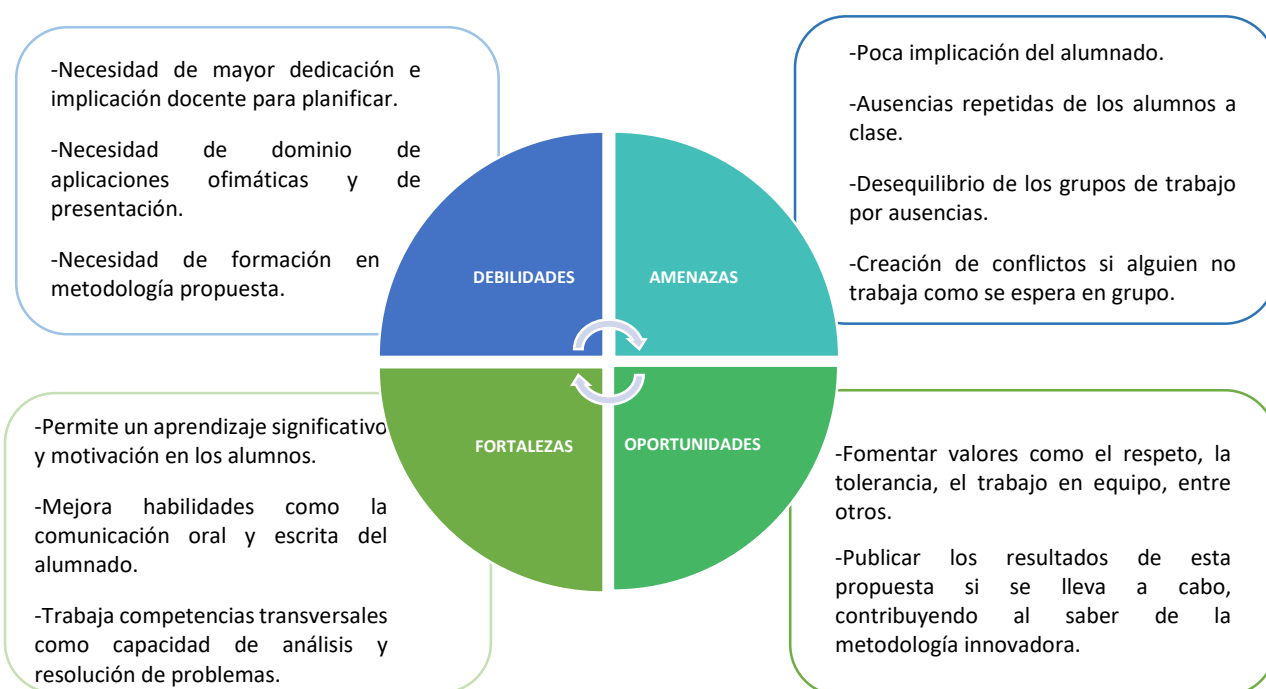 -Necesidad de mayor dedicación e
implicación docente para planificar.
-Necesidad de dominio de
aplicaciones ofimáticas y de
presentación.
-Necesidad de formación en
metodología propuesta.
-Poca implicación del alumnado.
-Ausencias repetidas de los alumnos a
clase.
-Desequilibrio de los grupos de trabajo
por ausencias.
-Creación de conflictos si alguien no
trabaja como se espera en grupo.
DEBILIDADES
AMENAZAS
FORTALEZAS
OPORTUNIDADES
-Permite un aprendizaje significativo
y motivación en los alumnos.
-Mejora habilidades como la
comunicación oral y escrita del
alumnado.
-Trabaja competencias transversales
como capacidad de análisis y
resolución de problemas.
-Fomentar valores como el respeto, la
tolerancia, el trabajo en equipo, entre
otros.
-Publicar los resultados de esta
propuesta si se lleva a cabo,
contribuyendo al saber de la
metodología innovadora.